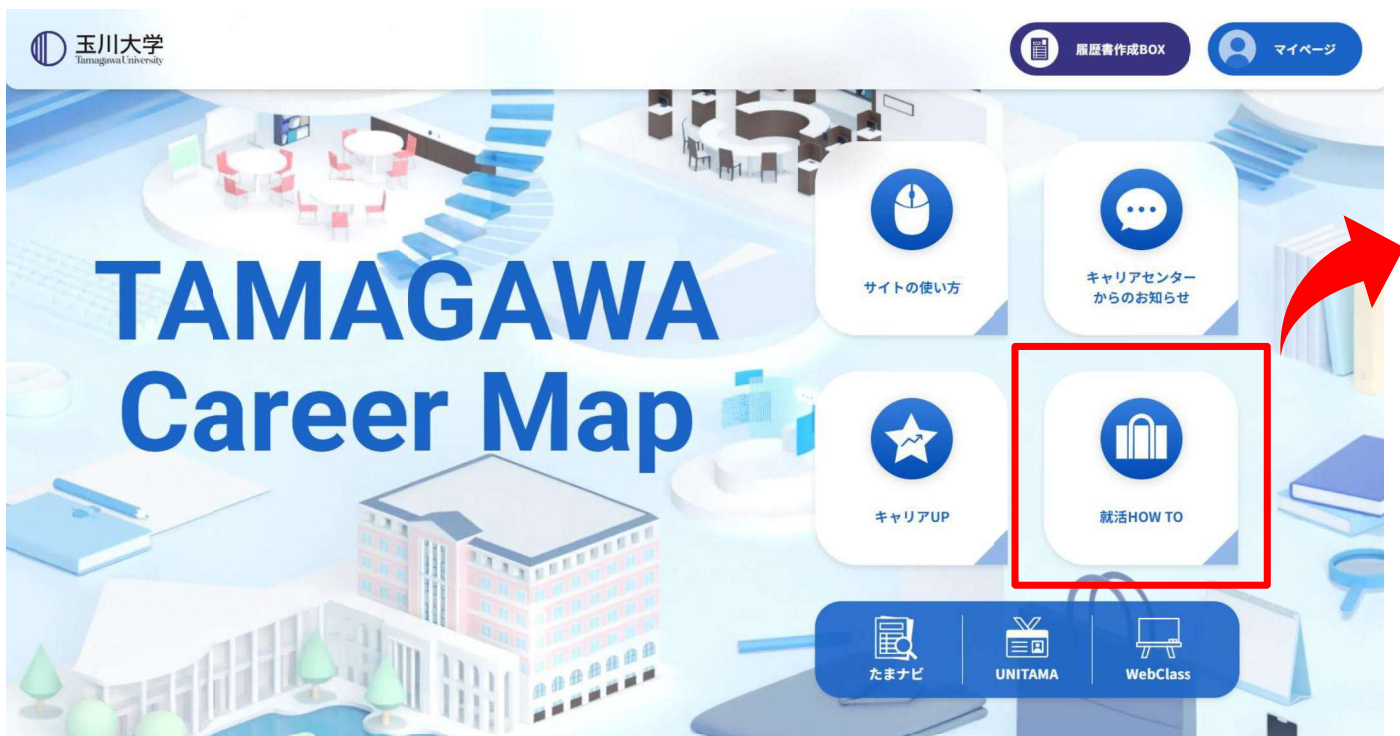 玉川大学
Tamagawa University
履歴書作成BOX
マイページ
TAMAGAWA
Career Map
サイトの使い方
キャリアセンター
からのお知らせ
キャリアUP
就活HOW TO
たまナビ
UNITAMA
WebClass